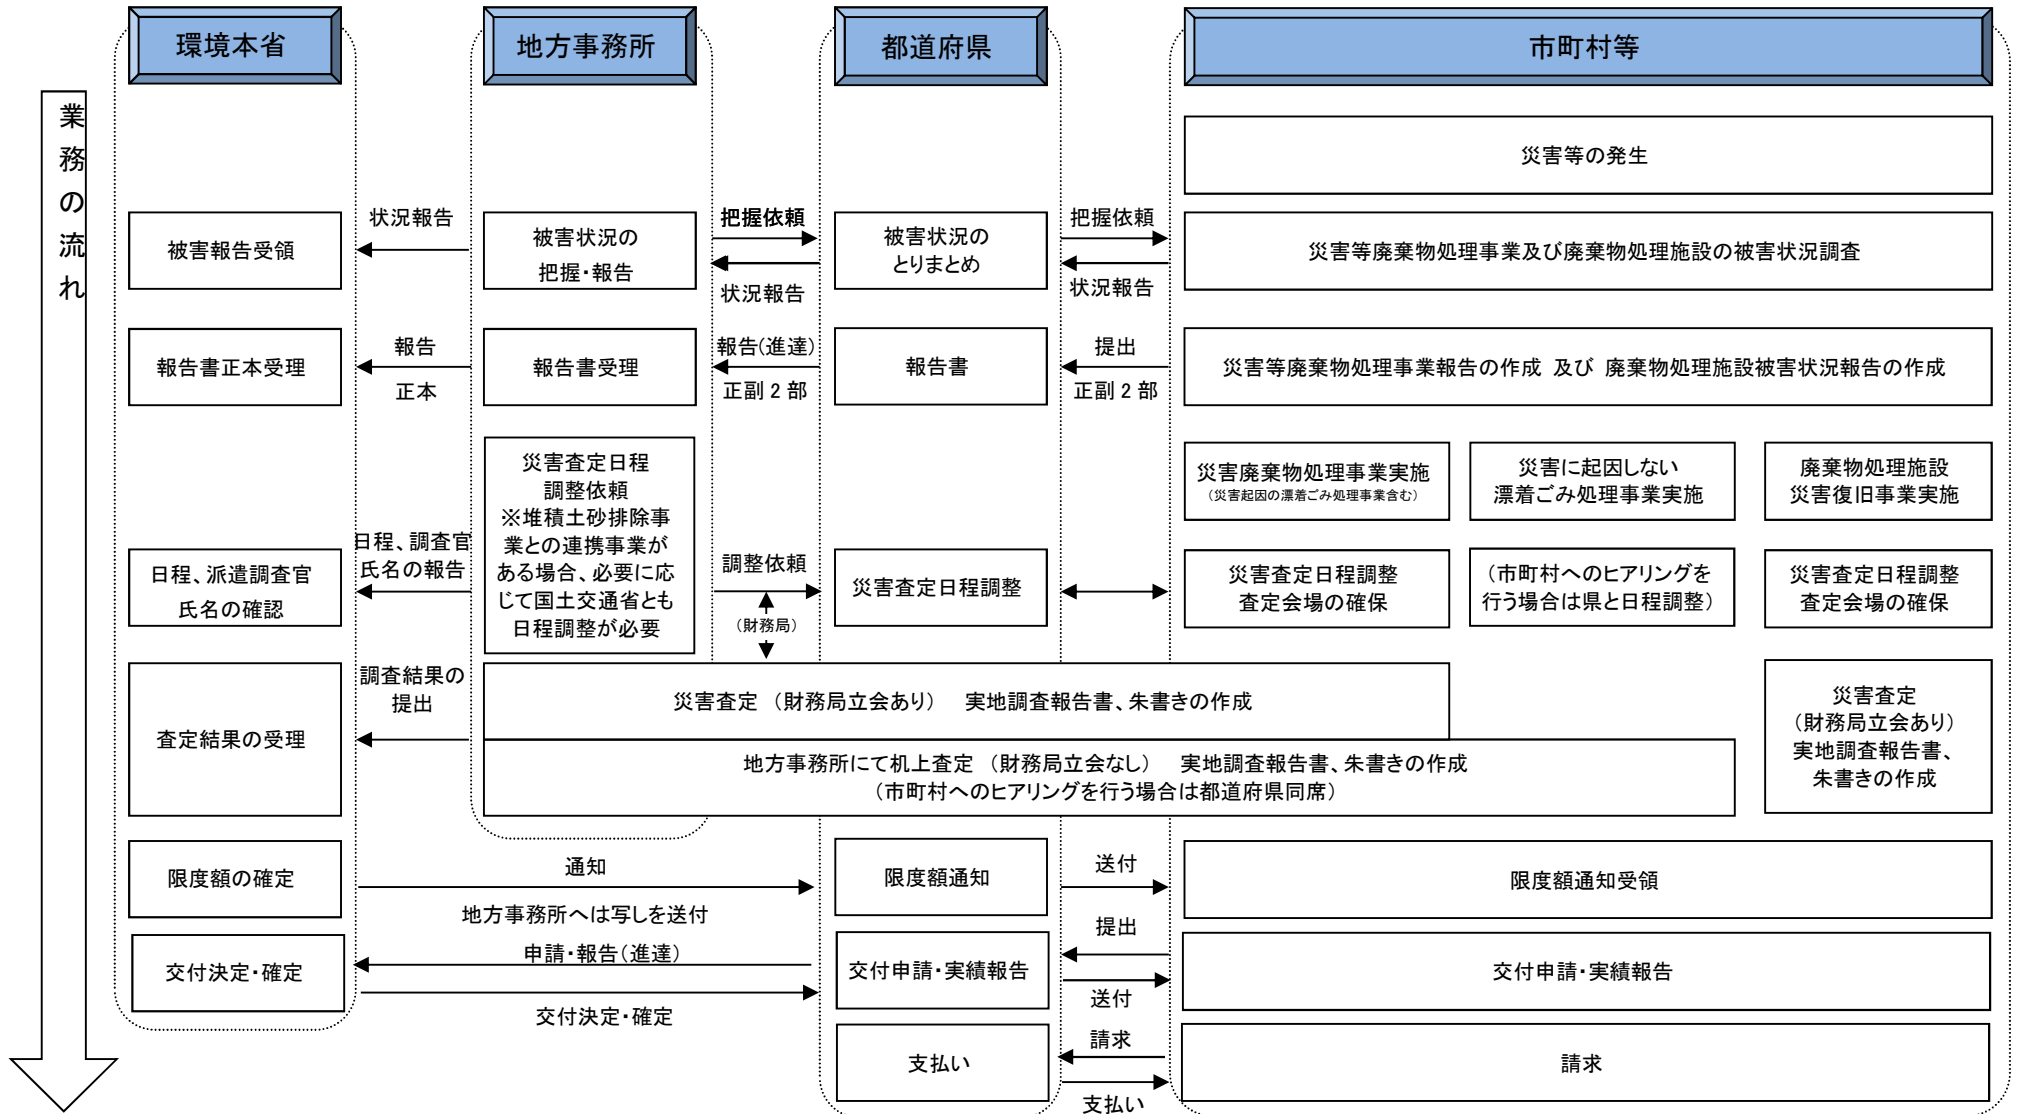 環境本省
地方事務所
都道府県
市町村等
業務の流れ
災害等の発生
被害報告受領
状況報告
被害状況の
把握・報告
把握依頼
状況報告
被害状況の
とりまとめ
把握依頼
状況報告
災害等廃棄物処理事業及び廃棄物処理施設の被害状況調査
報告書正本受理
報告
正本
報告書受理
報告(進達)
正副2部
報告書
提出
正副2部
災害等廃棄物処理事業報告の作成 及び 廃棄物処理施設被害状況報告の作成
災害査定日程
調整依頼
※堆積土砂排除事
業との連携事業が
ある場合、必要に応
じて国土交通省とも
日程調整が必要
災害廃棄物処理事業実施
(災害起因の漂着ごみ処理事業含む)
災害に起因しない
漂着ごみ処理事業実施
廃棄物処理施設
災害復旧事業実施
日程、派遣調査官
氏名の確認
日程、調査官
氏名の報告
調整依頼
(財務局)
災害査定日程調整
災害査定日程調整
査定会場の確保
(市町村へのヒアリングを
行う場合は県と日程調整)
災害査定日程調整
査定会場の確保
査定結果の受理
調査結果の
提出
災害査定 (財務局立会あり) 実地調査報告書、朱書きの作成
地方事務所にて机上査定 (財務局立会なし) 実地調査報告書、朱書きの作成
(市町村へのヒアリングを行う場合は都道府県同席)
災害査定
(財務局立会あり)
実地調査報告書、
朱書きの作成
限度額の確定
通知
地方事務所へは写しを送付
限度額通知
送付
限度額通知受領
交付決定・確定
申請・報告(進達)
交付決定・確定
交付申請・実績報告
提出
送付
交付申請・実績報告
支払い
請求
支払い
請求